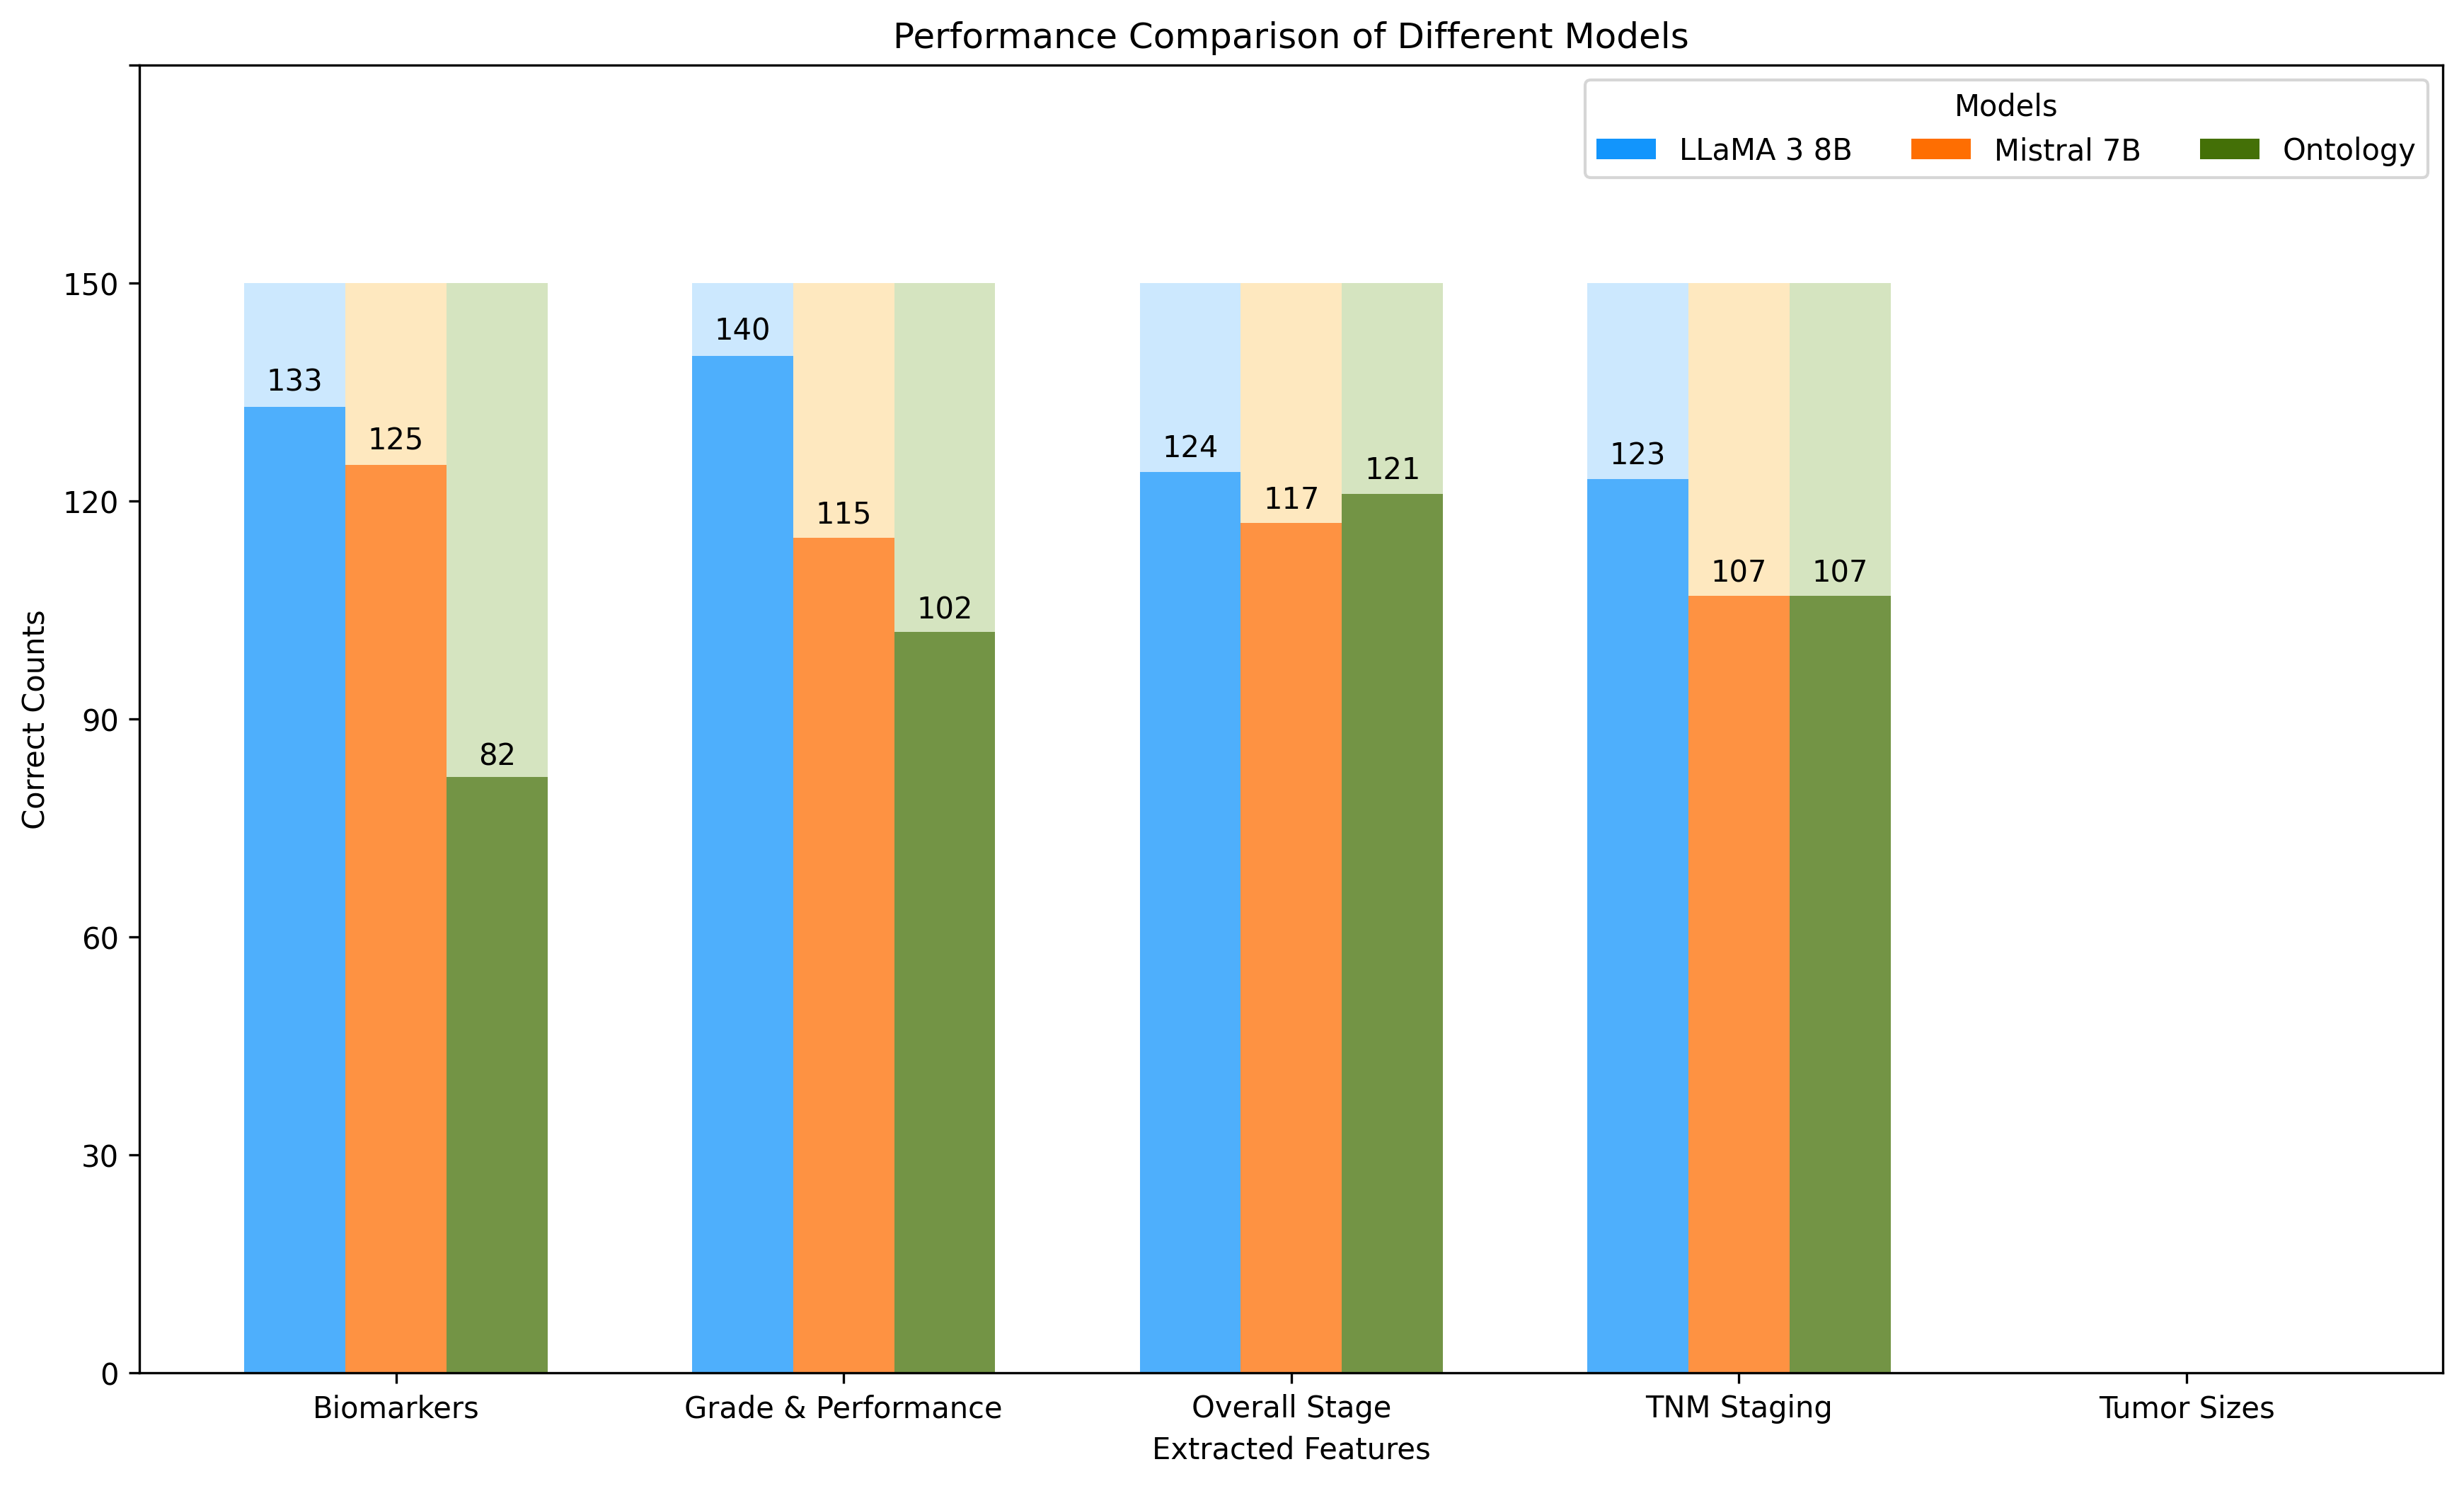 Performance Comparison of Different Models
Models
LLaMA 3 8B Mistral 7B Ontology
150
120
90
60
30
0
Correct Counts
133 125 82
140 115 102
124 117 121
123 107 107
Biomarkers Grade & Performance Overall Stage TNM Staging Tumor Sizes
Extracted Features